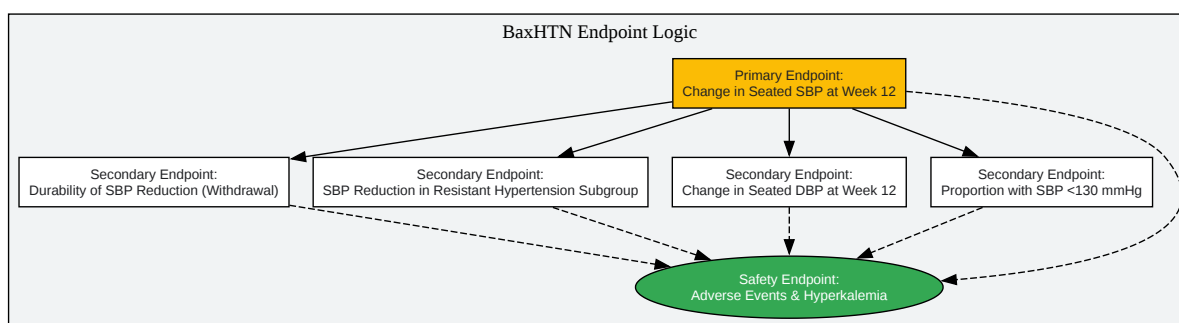 BaxHTN Endpoint Logic
Primary Endpoint:
Change in Seated SBP at Week 12
Secondary Endpoint:
Durability of SBP Reduction (Withdrawal)
Secondary Endpoint:
SBP Reduction in Resistant Hypertension Subgroup
Secondary Endpoint:
Change in Seated DBP at Week 12
Secondary Endpoint:
Proportion with SBP <130 mmHg
Safety Endpoint:
Adverse Events & Hyperkalemia